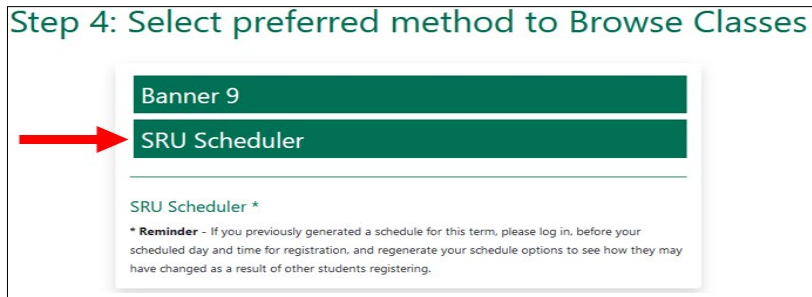 Step 4: Select preferred method to Browse Classes
Banner 9
SRU Scheduler
SRU Scheduler *
* Reminder - If you previously generated a schedule for this term, please log in, before your
scheduled day and time for registration, and regenerate your schedule options to see how they may
have changed as a result of other students registering.